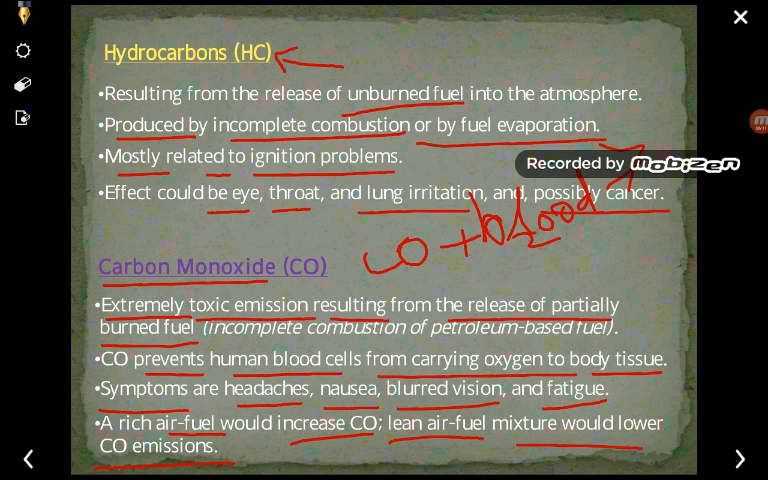 Hydrocarbons (HC)
•Resulting from the release of unburned fuel into the atmosphere.
•Produced by incomplete combustion or by fuel evaporation.
•Mostly related to ignition problems.
Recorded by Mobizen
•Effect could be eye, throat, and lung irritation, and, possibly cancer.
CO + blood
Carbon Monoxide (CO)
•Extremely toxic emission resulting from the release of partially
burned fuel (incomplete combustion of petroleum-based fuel).
•CO prevents human blood cells from carrying oxygen to body tissue.
•Symptoms are headaches, nausea, blurred vision, and fatigue.
•A rich air-fuel would increase CO; lean air-fuel mixture would lower
CO emissions.